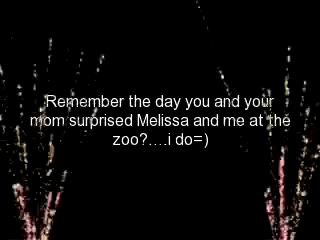 Remember the day you and your
mom surprised Melissa and me at the
zoo?....i do=)